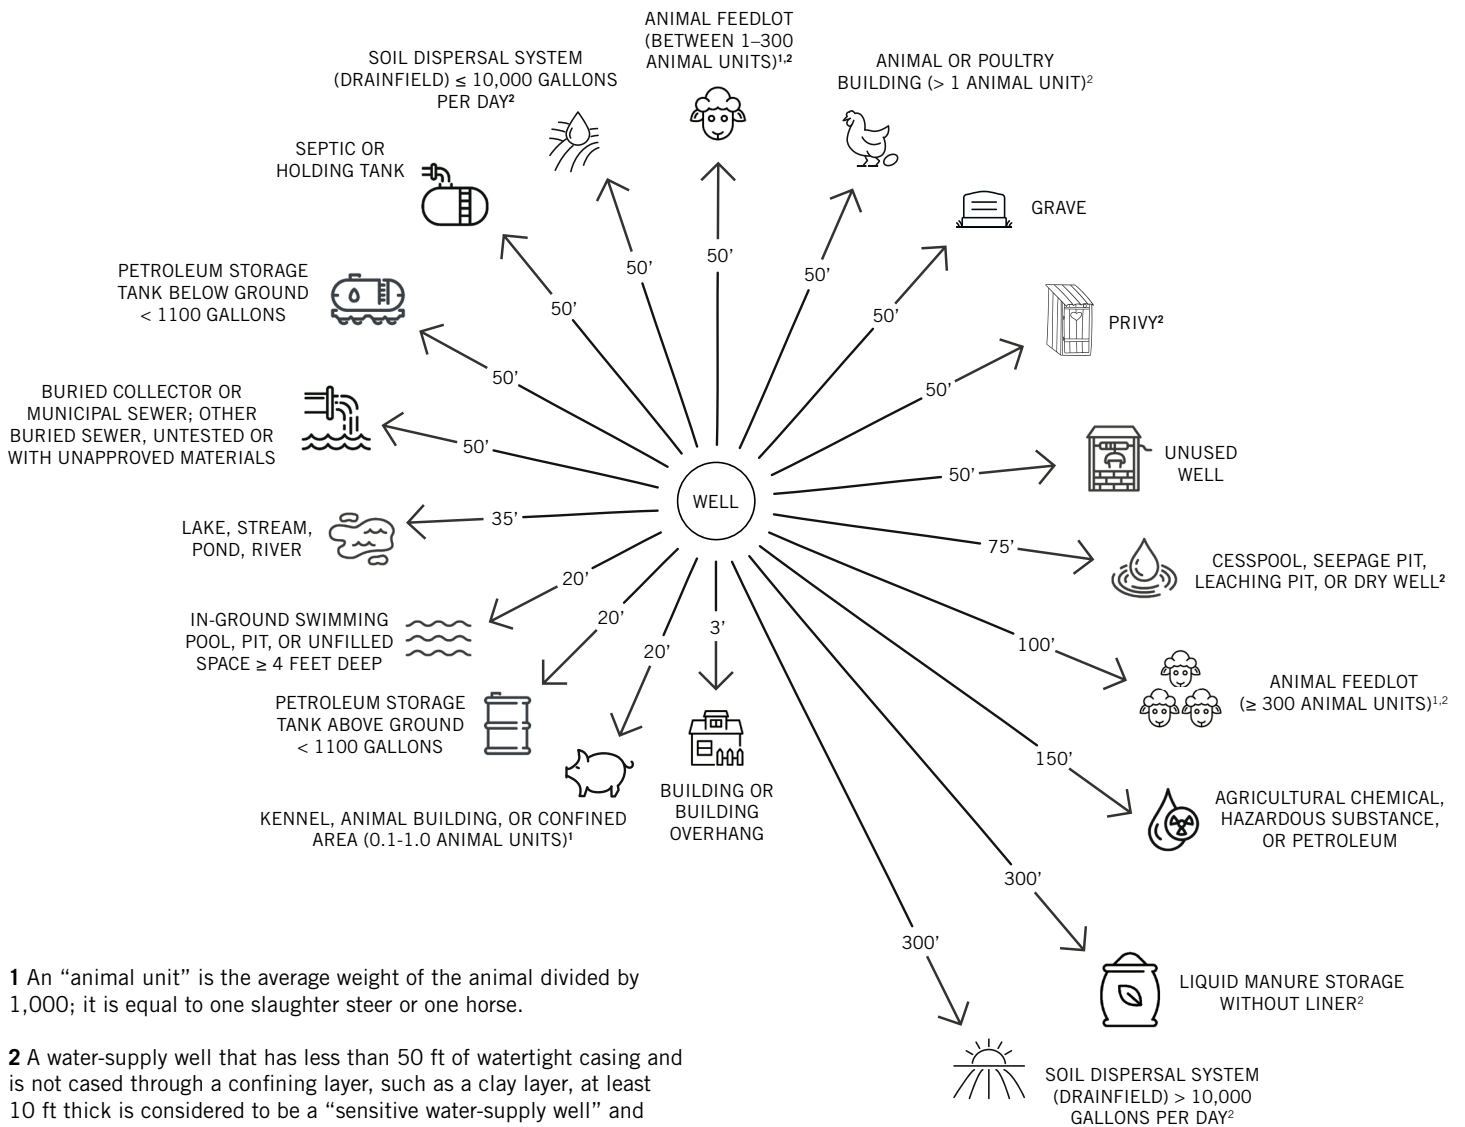 ANIMAL FEEDLOT
(BETWEEN 1–300
ANIMAL UNITS)¹,²
SOIL DISPERSAL SYSTEM
(DRAINFIELD) ≤ 10,000 GALLONS
PER DAY²
ANIMAL OR POULTRY
BUILDING (> 1 ANIMAL UNIT)²
SEPTIC OR
HOLDING TANK
GRAVE
PETROLEUM STORAGE
TANK BELOW GROUND
< 1100 GALLONS
PRIVY²
BURIED COLLECTOR OR
MUNICIPAL SEWER; OTHER
BURIED SEWER, UNTESTED OR
WITH UNAPPROVED MATERIALS
UNUSED
WELL
LAKE, STREAM,
POND, RIVER
CESSPOOL, SEEPAGE PIT,
LEACHING PIT, OR DRY WELL²
IN-GROUND SWIMMING
POOL, PIT, OR UNFILLED
SPACE ≥ 4 FEET DEEP
ANIMAL FEEDLOT
(≥ 300 ANIMAL UNITS)¹,²
PETROLEUM STORAGE
TANK ABOVE GROUND
< 1100 GALLONS
AGRICULTURAL CHEMICAL,
HAZARDOUS SUBSTANCE,
OR PETROLEUM
KENNEL, ANIMAL BUILDING, OR CONFINED
AREA (0.1-1.0 ANIMAL UNITS)¹
BUILDING OR
BUILDING
OVERHANG
LIQUID MANURE STORAGE
WITHOUT LINER²
SOIL DISPERSAL SYSTEM
(DRAINFIELD) > 10,000
GALLONS PER DAY²
WELL
50’
50’
50’
50’
50’
50’
50’
50’
50’
50’
35’
75’
20’
20’
20’
3’
100’
150’
300’
300’
1 An “animal unit” is the average weight of the animal divided by
1,000; it is equal to one slaughter steer or one horse.
2 A water-supply well that has less than 50 ft of watertight casing and
is not cased through a confining layer, such as a clay layer, at least
10 ft thick is considered to be a “sensitive water-supply well” and